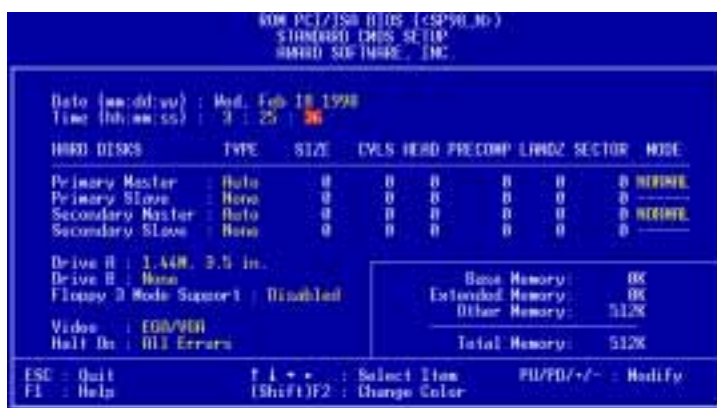 ROM PCI/ISA BIOS (<SP98_N>)
STANDARD CMOS SETUP
AWARD SOFTWARE, INC.
Date (mm:dd:yy) : Wed, Feb 18 1998
Time (hh:mm:ss) : 3 : 25 : 36
HARD DISKS TYPE SIZE CYLS HEAD PRECOMP LANDZ SECTOR MODE
Primary Master : Auto 0 0 0 0 0 0 NORMAL
Primary Slave : None 0 0 0 0 0 0 ------
Secondary Master : Auto 0 0 0 0 0 0 NORMAL
Secondary Slave : None 0 0 0 0 0 0 ------
Drive A : 1.44M, 3.5 in.
Drive B : None
Floppy 3 Mode Support : Disabled
Video : EGA/VGA
Halt On : All Errors
Base Memory: 0K
Extended Memory: 0K
Other Memory: 512K
Total Memory: 512K
ESC : Quit ↑ ↓ → ← : Select Item PU/PD/+/- : Modify
F1 : Help (Shift)F2 : Change Color